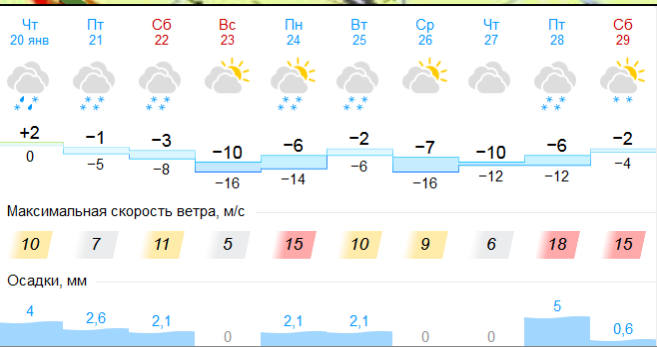 Чт Пт Сб Вс Пн Вт Ср Чт Пт Сб
20 янв 21 22 23 24 25 26 27 28 29
+2 −1 −3 −10 −6 −2 −7 −10 −6 −2
0 −5 −8 −16 −14 −6 −16 −12 −12 −4
Максимальная скорость ветра, м/с
10 7 11 5 15 10 9 6 18 15
Осадки, мм
4 2,6 2,1 0 2,1 2,1 0 0 5 0,6